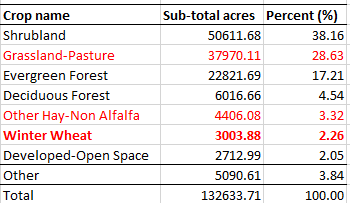 Crop name Sub-total acres Percent (%)
Shrubland 50611.68 38.16
Grassland-Pasture 37970.11 28.63
Evergreen Forest 22821.69 17.21
Deciduous Forest 6016.66 4.54
Other Hay-Non Alfalfa 4406.08 3.32
Winter Wheat 3003.88 2.26
Developed-Open Space 2712.99 2.05
Other 5090.61 3.84
Total 132633.71 100.00